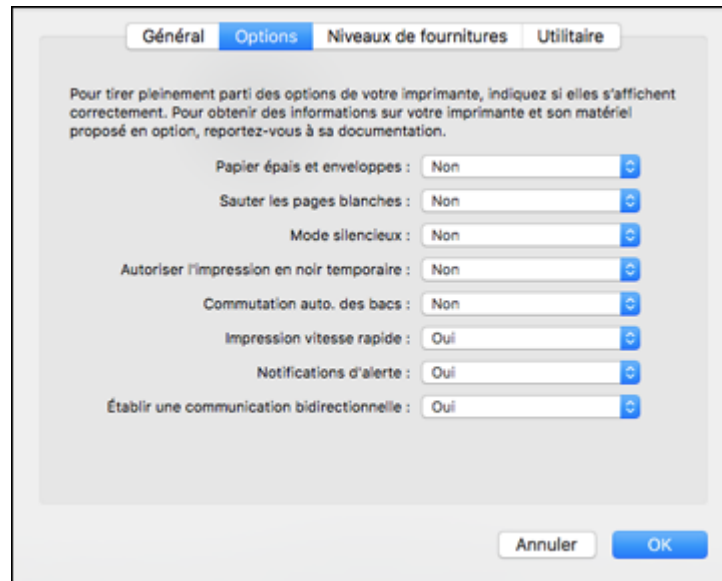 Général Options Niveaux de fournitures Utilitaire
Pour tirer pleinement parti des options de votre imprimante, indiquez si elles s'affichent
correctement. Pour obtenir des informations sur votre imprimante et son matériel
proposé en option, reportez-vous à sa documentation.
Papier épais et enveloppes : Non
Sauter les pages blanches : Non
Mode silencieux : Non
Autoriser l'impression en noir temporaire : Non
Commutation auto. des bacs : Non
Impression vitesse rapide : Oui
Notifications d'alerte : Oui
Établir une communication bidirectionnelle : Oui
Annuler OK